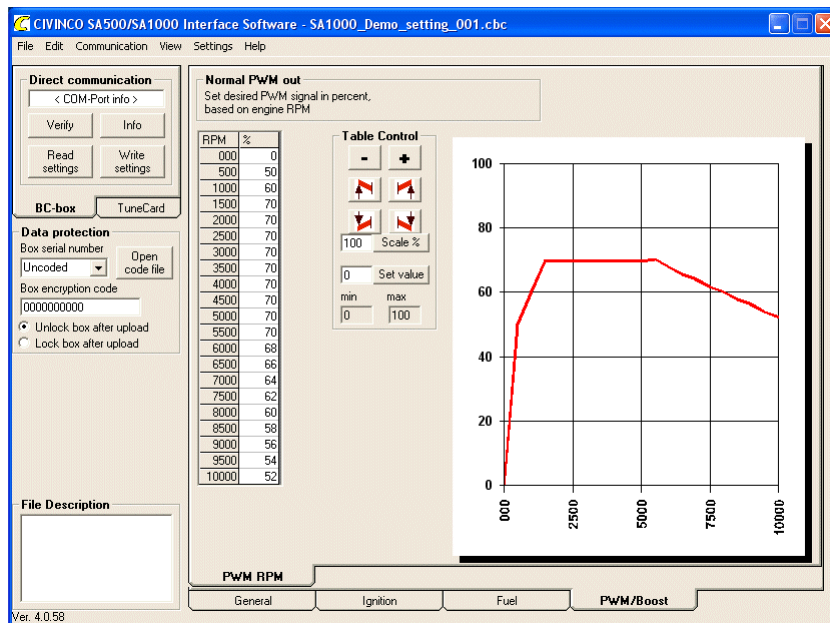 CIVINCO SA500/SA1000 Interface Software - SA1000_Demo_setting_001.cbc
File Edit Communication View Settings Help
Direct communication
< COM-Port info >
Verify Info
Read settings Write settings
BC-box TuneCard
Data protection
Box serial number
Uncoded
Open code file
Box encryption code
0000000000
Unlock box after upload
Lock box after upload
File Description
Ver. 4.0.58
Normal PWM out
Set desired PWM signal in percent,
based on engine RPM
RPM %
000 0
500 50
1000 60
1500 70
2000 70
2500 70
3000 70
3500 70
4000 70
4500 70
5000 70
5500 70
6000 68
6500 66
7000 64
7500 62
8000 60
8500 58
9000 56
9500 54
10000 52
Table Control
- +
100 Scale %
0 Set value
min max
0 100
100
80
60
40
20
0
000 2500 5000 7500 10000
PWM RPM
General Ignition Fuel PWM/Boost